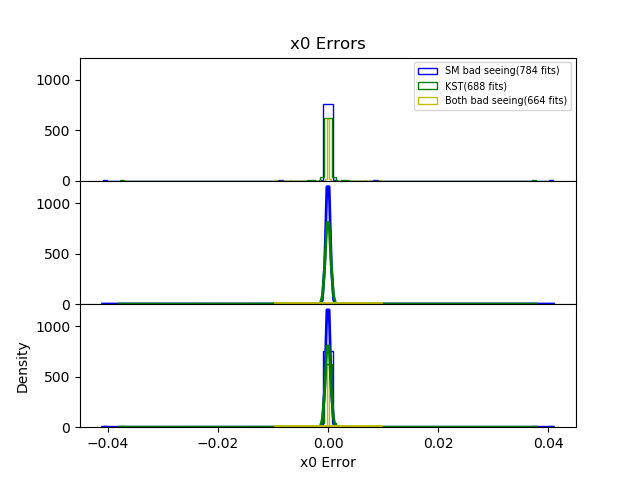 x0 Errors
SM bad seeing(784 fits)
KST(688 fits)
Both bad seeing(664 fits)
1000
500
0
1000
500
0
1000
500
0
Density
−0.04 −0.02 0.00 0.02 0.04
x0 Error